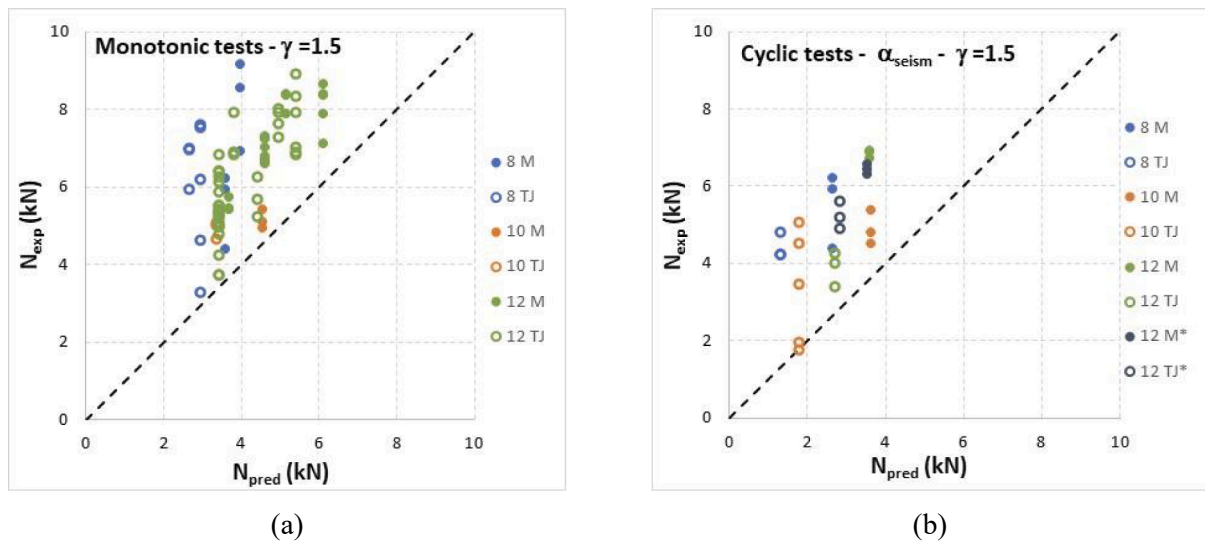 Monotonic tests - γ =1.5
10
8
6
4
2
0
N_exp (kN)
0 2 4 6 8 10
N_pred (kN)
8 M
8 TJ
10 M
10 TJ
12 M
12 TJ
(a)
Cyclic tests - α_seism - γ =1.5
10
8
6
4
2
0
N_exp (kN)
0 2 4 6 8 10
N_pred (kN)
8 M
8 TJ
10 M
10 TJ
12 M
12 TJ
12 M*
12 TJ*
(b)